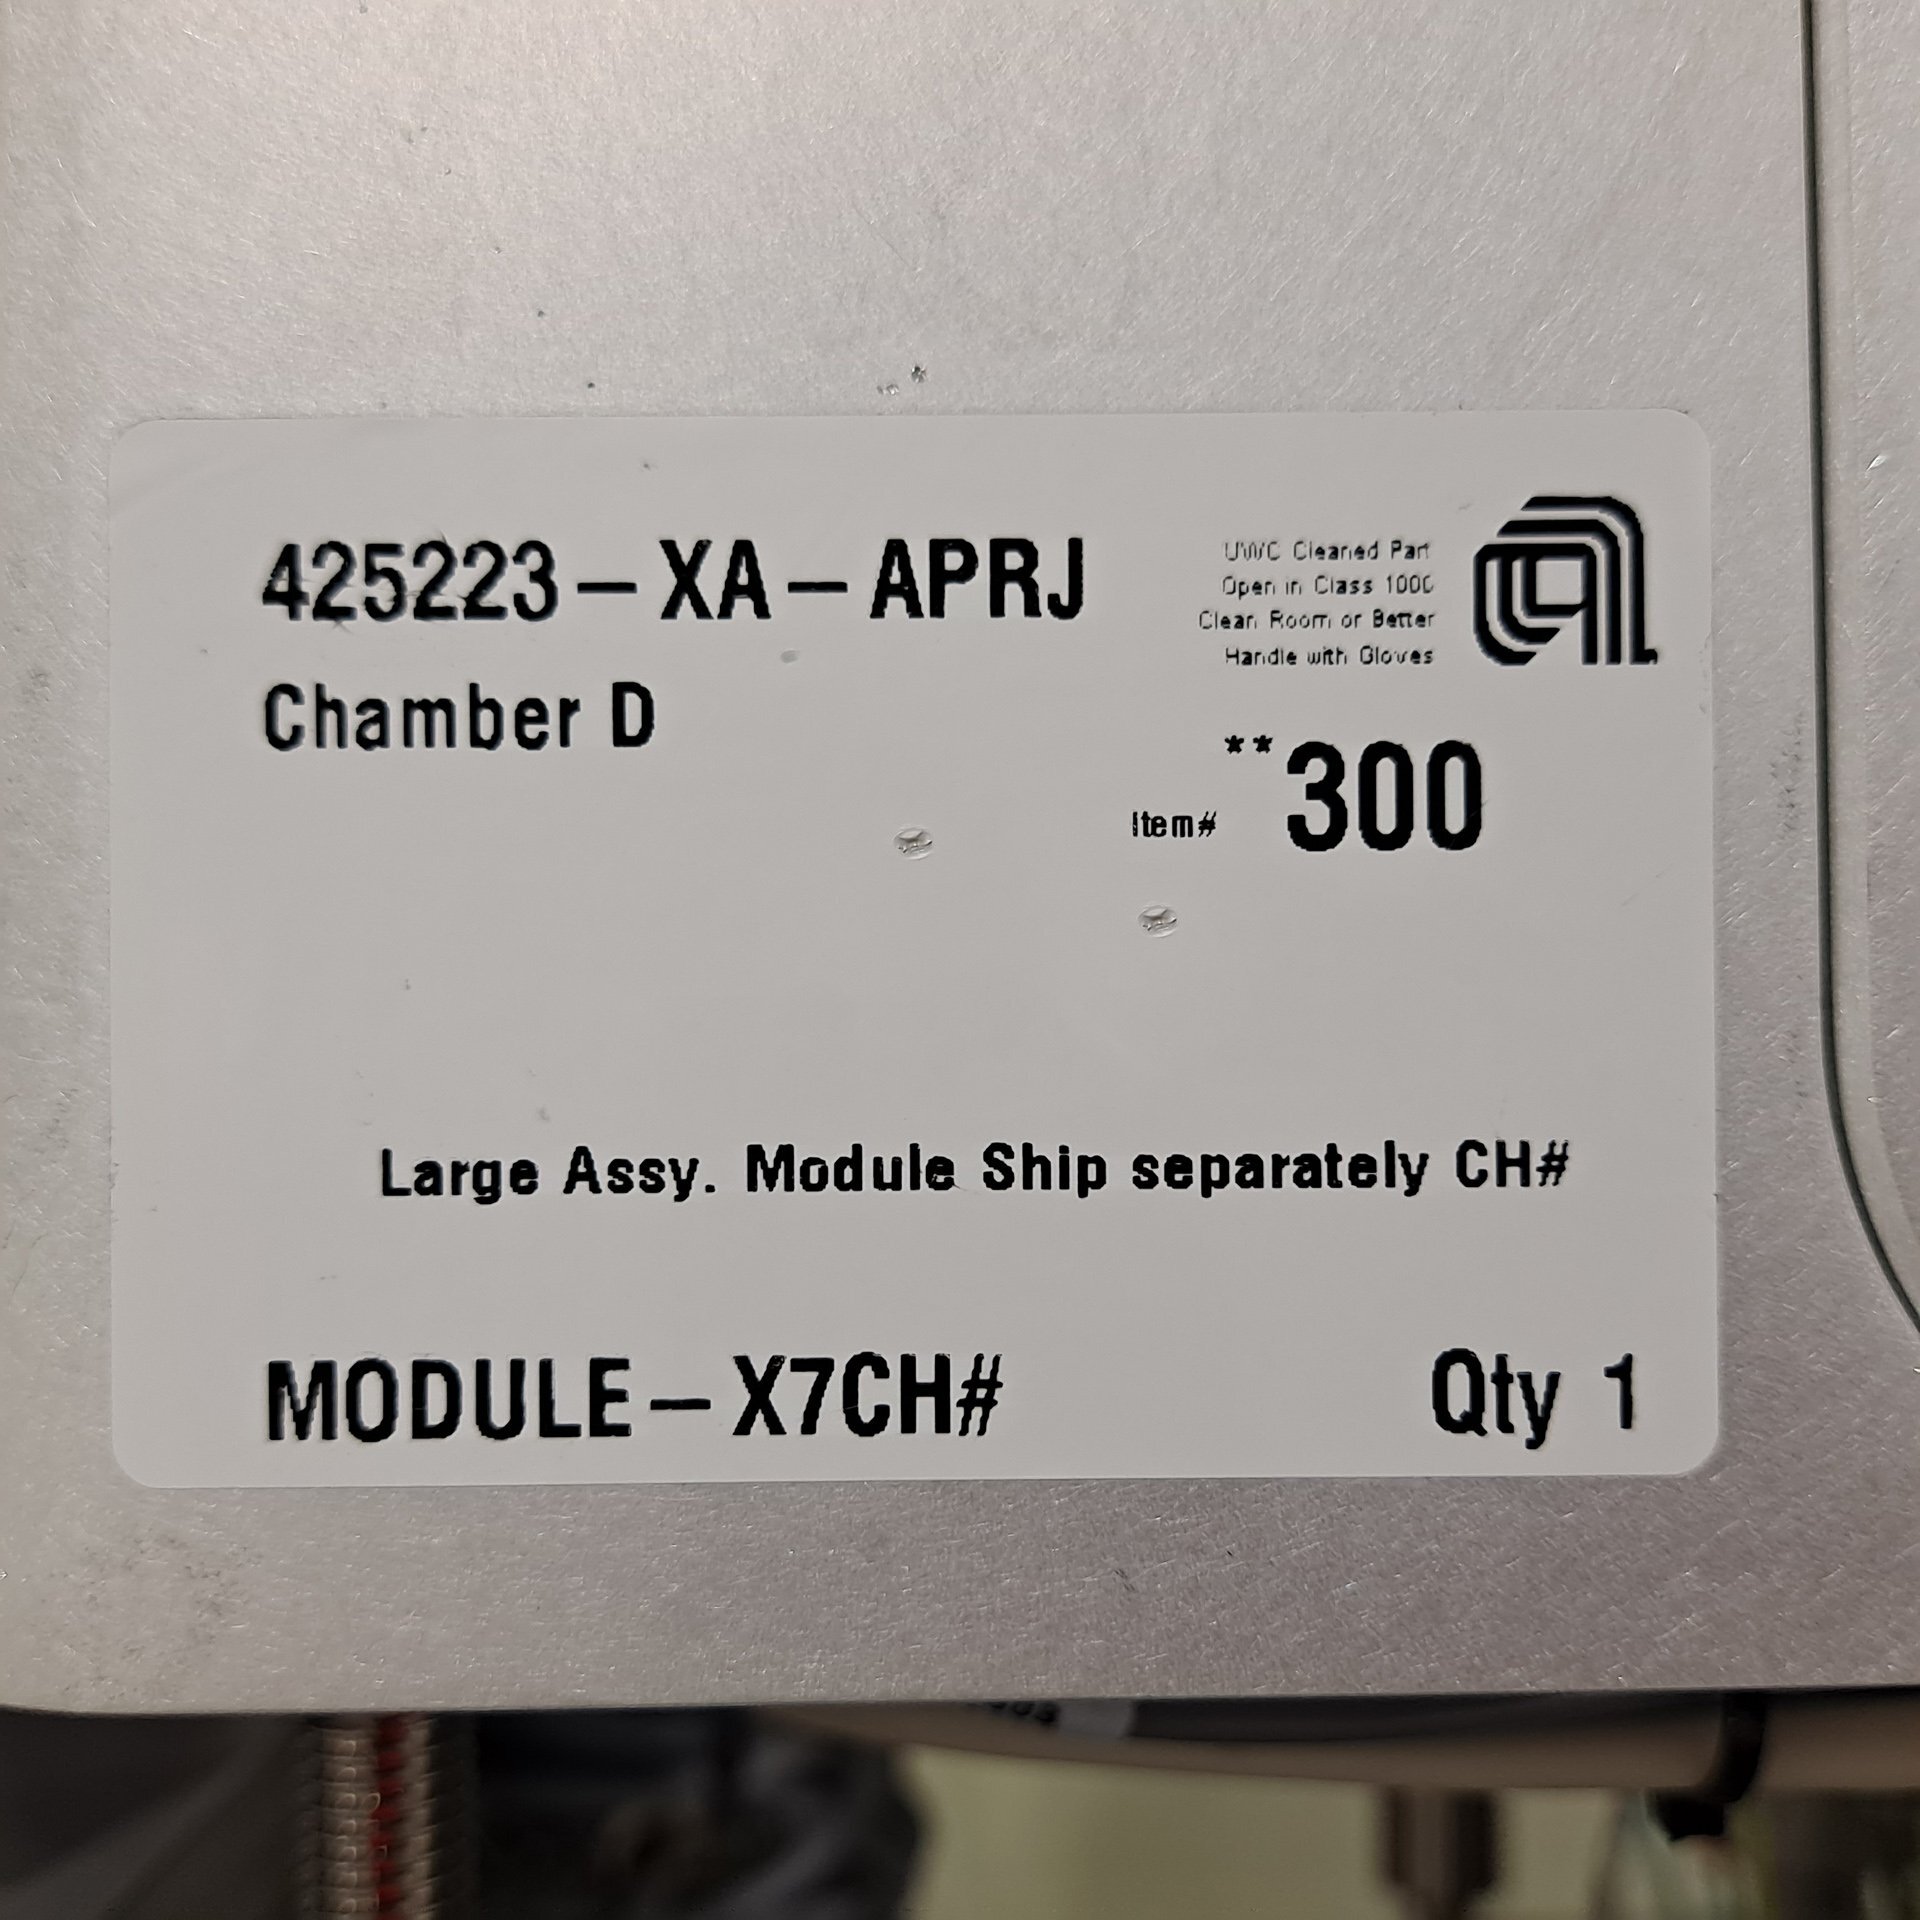 425223-XA-APRJ
UWC Cleaned Part
Open in Class 1000
Clean Room or Better
Handle with Gloves
Chamber D
Item# **300
Large Assy. Module Ship separately CH#
MODULE-X7CH#
Qty 1